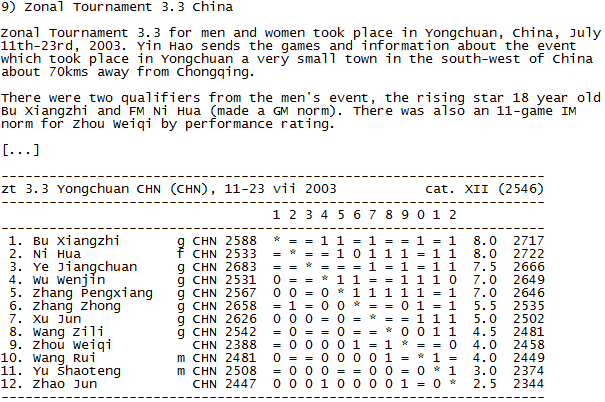 9) Zonal Tournament 3.3 China
Zonal Tournament 3.3 for men and women took place in Yongchuan, China, July
11th-23rd, 2003. Yin Hao sends the games and information about the event
which took place in Yongchuan a very small town in the south-west of China
about 70kms away from Chongqing.
There were two qualifiers from the men's event, the rising star 18 year old
Bu Xiangzhi and FM Ni Hua (made a GM norm). There was also an 11-game IM
norm for Zhou Weiqi by performance rating.
[...]
--------------------------------------------------------------------
zt 3.3 Yongchuan CHN (CHN), 11-23 vii 2003           cat. XII (2546)
--------------------------------------------------------------------
1 2 3 4 5 6 7 8 9 0 1 2
--------------------------------------------------------------------
1. Bu Xiangzhi       g CHN 2588  * = = 1 1 = 1 = = 1 = 1  8.0  2717
2. Ni Hua            f CHN 2533  = * = = 1 0 1 1 1 = 1 1  8.0  2722
3. Ye Jiangchuan     g CHN 2683  = = * = = = 1 = 1 = 1 1  7.5  2666
4. Wu Wenjin         g CHN 2531  0 = = * 1 1 = = 1 1 1 0  7.0  2649
5. Zhang Pengxiang   g CHN 2567  0 0 = 0 * 1 1 1 1 1 = 1  7.0  2646
6. Zhang Zhong       g CHN 2658  = 1 = 0 0 * = = 0 1 = 1  5.5  2535
7. Xu Jun            g CHN 2626  0 0 0 = 0 = * = = 1 1 1  5.0  2502
8. Wang Zili         g CHN 2542  = 0 = = 0 = = * 0 0 1 1  4.5  2481
9. Zhou Weiqi          CHN 2388  = 0 0 0 0 1 = 1 * = = 0  4.0  2458
10. Wang Rui          m CHN 2481  0 = = 0 0 0 0 1 = * 1 =  4.0  2449
11. Yu Shaoteng       m CHN 2508  = 0 0 0 = = 0 0 = 0 * 1  3.0  2374
12. Zhao Jun            CHN 2447  0 0 0 1 0 0 0 0 1 = 0 *  2.5  2344
--------------------------------------------------------------------